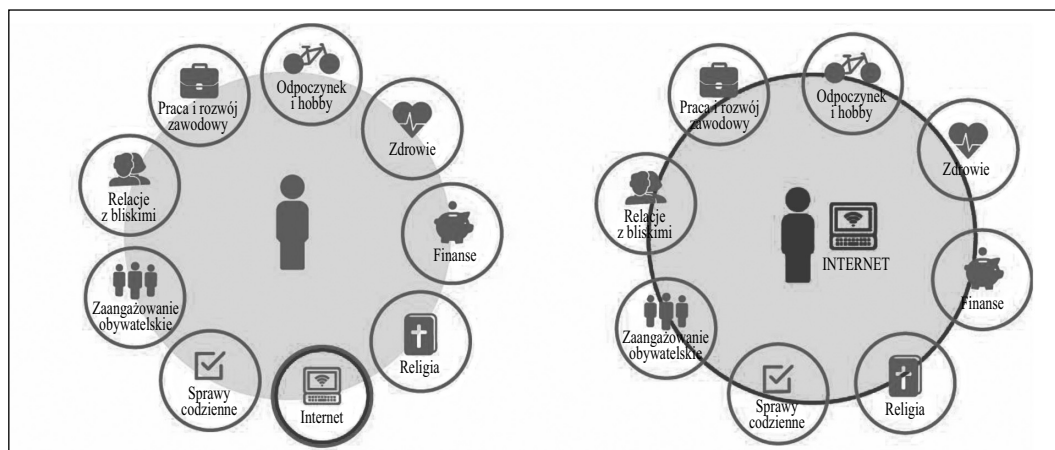 Odpoczynek
i hobby
Praca i rozwój
zawodowy
Zdrowie
Relacje
z bliskimi
Finanse
Zaangażowanie
obywatelskie
Religia
Sprawy
codzienne
Internet
Odpoczynek
i hobby
Praca i rozwój
zawodowy
Zdrowie
Relacje
z bliskimi
INTERNET
Finanse
Zaangażowanie
obywatelskie
Religia
Sprawy
codzienne